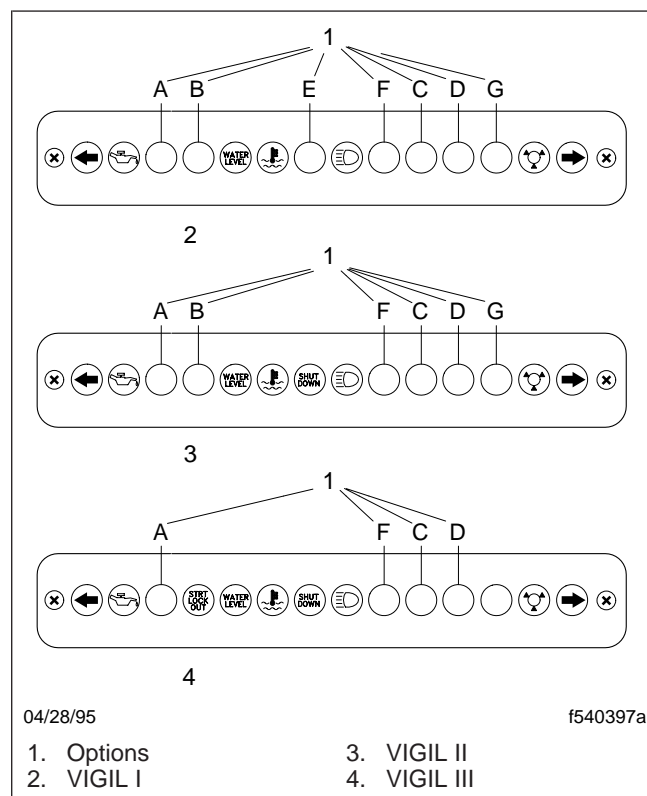 1
A B E F C D G
WATER LEVEL
2
1
A B F C D G
WATER LEVEL SHUT DOWN
3
1
A F C D
STRT LOCK OUT WATER LEVEL SHUT DOWN
4
04/28/95 f540397a
1. Options 3. VIGIL II
2. VIGIL I 4. VIGIL III